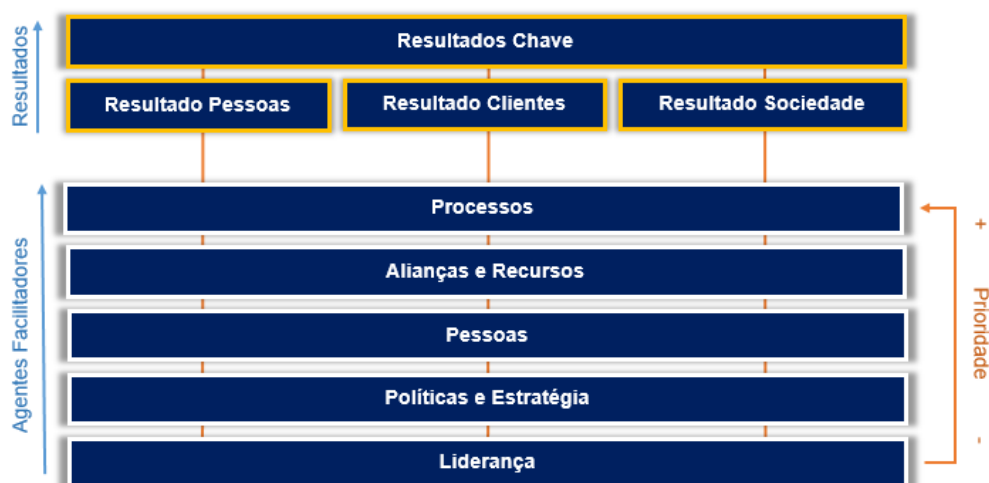 Resultados
Resultados Chave
Resultado Pessoas
Resultado Clientes
Resultado Sociedade
Agentes Facilitadores
Processos
Alianças e Recursos
Pessoas
Políticas e Estratégia
Liderança
+
Prioridade
-